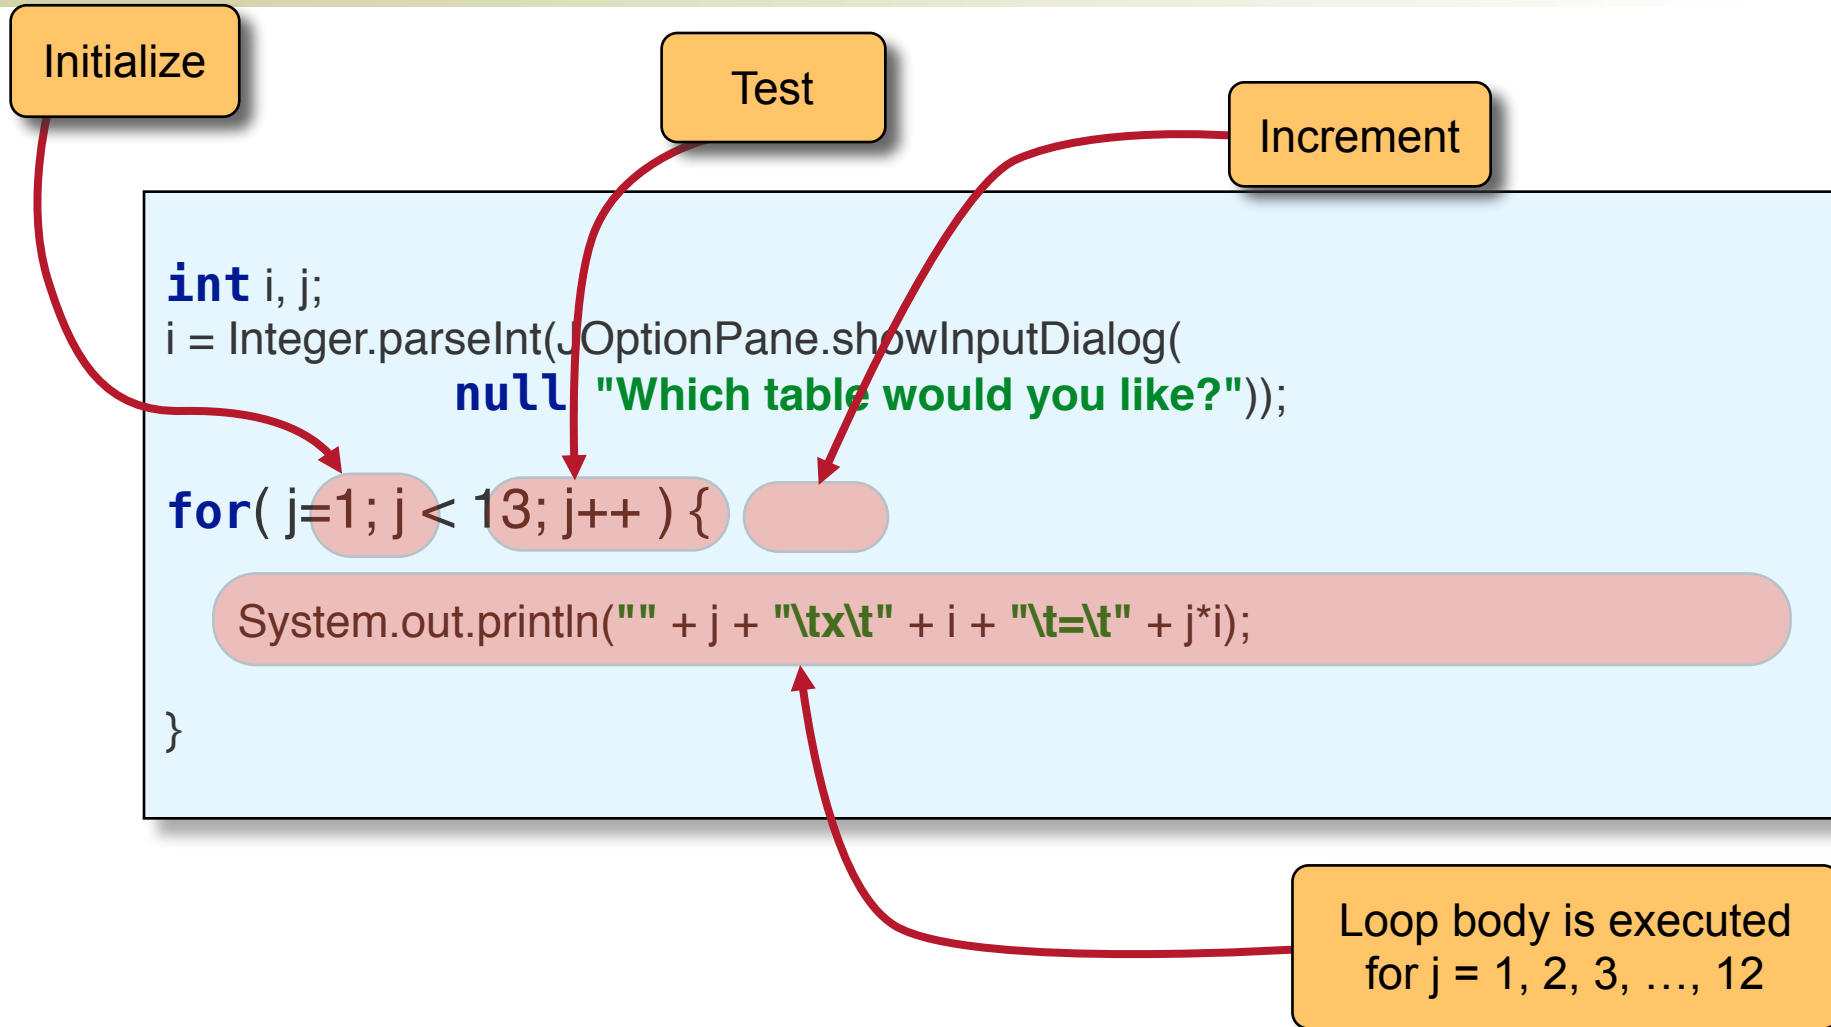 Initialize
Test
Increment
int i, j;
i = Integer.parseInt(JOptionPane.showInputDialog(
null "Which table would you like?"));
for( j=1; j < 13; j++ ) {
System.out.println("" + j + "\tx\t" + i + "\t=\t" + j*i);
}
Loop body is executed
for j = 1, 2, 3, …, 12